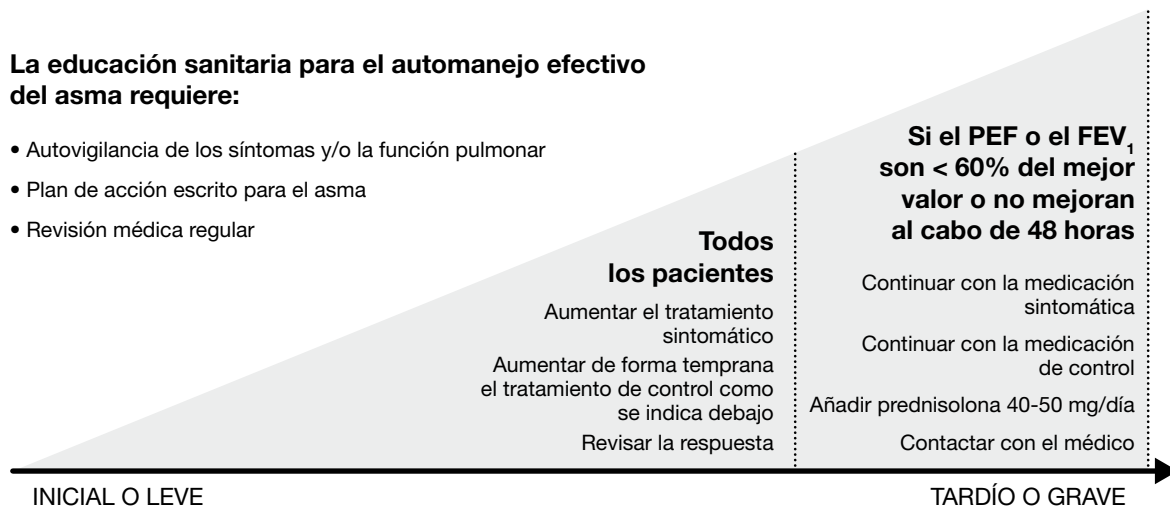 La educación sanitaria para el automanejo efectivo
del asma requiere:
• Autovigilancia de los síntomas y/o la función pulmonar
• Plan de acción escrito para el asma
• Revisión médica regular
Todos
los pacientes
Aumentar el tratamiento
sintomático
Aumentar de forma temprana
el tratamiento de control como
se indica debajo
Revisar la respuesta
Si el PEF o el FEV₁
son < 60% del mejor
valor o no mejoran
al cabo de 48 horas
Continuar con la medicación
sintomática
Continuar con la medicación
de control
Añadir prednisolona 40-50 mg/día
Contactar con el médico
INICIAL O LEVE
TARDÍO O GRAVE